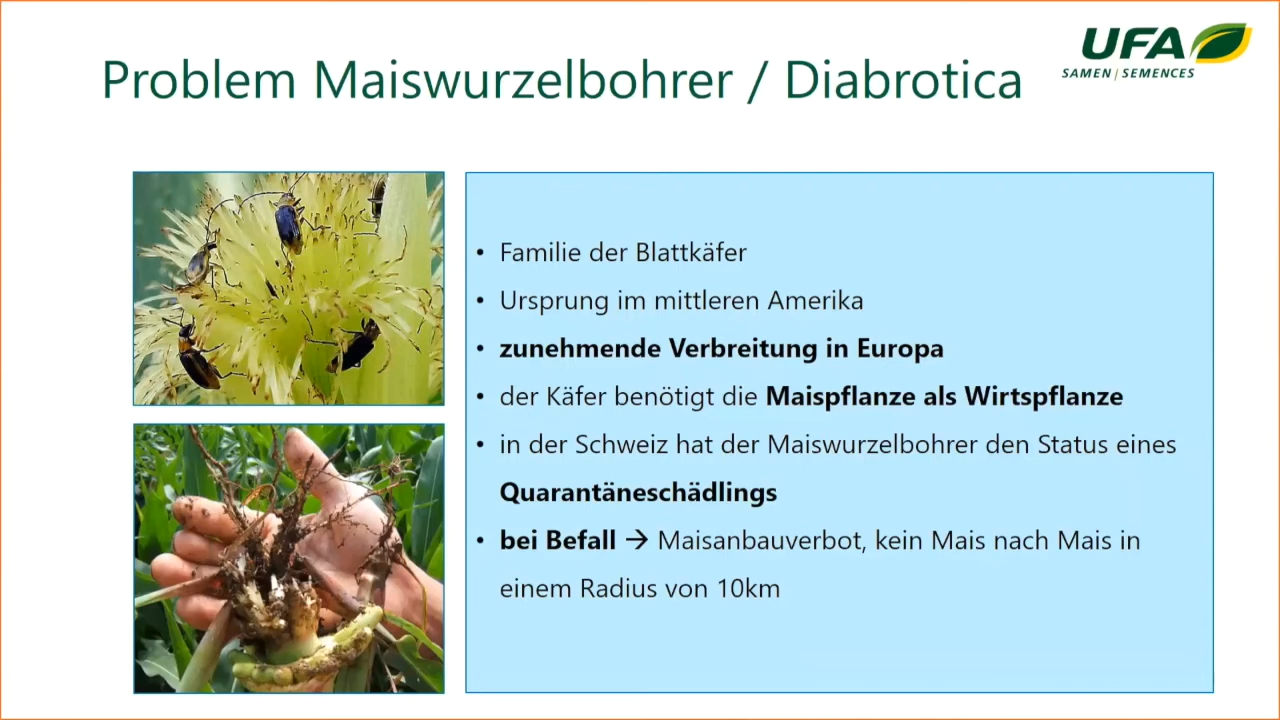 UFA
SAMEN | SEMENCES
Problem Maiswurzelbohrer / Diabrotica
• Familie der Blattkäfer
• Ursprung im mittleren Amerika
• zunehmende Verbreitung in Europa
• der Käfer benötigt die Maispflanze als Wirtspflanze
• in der Schweiz hat der Maiswurzelbohrer den Status eines
Quarantäneschädlings
• bei Befall → Maisanbauverbot, kein Mais nach Mais in
einem Radius von 10km